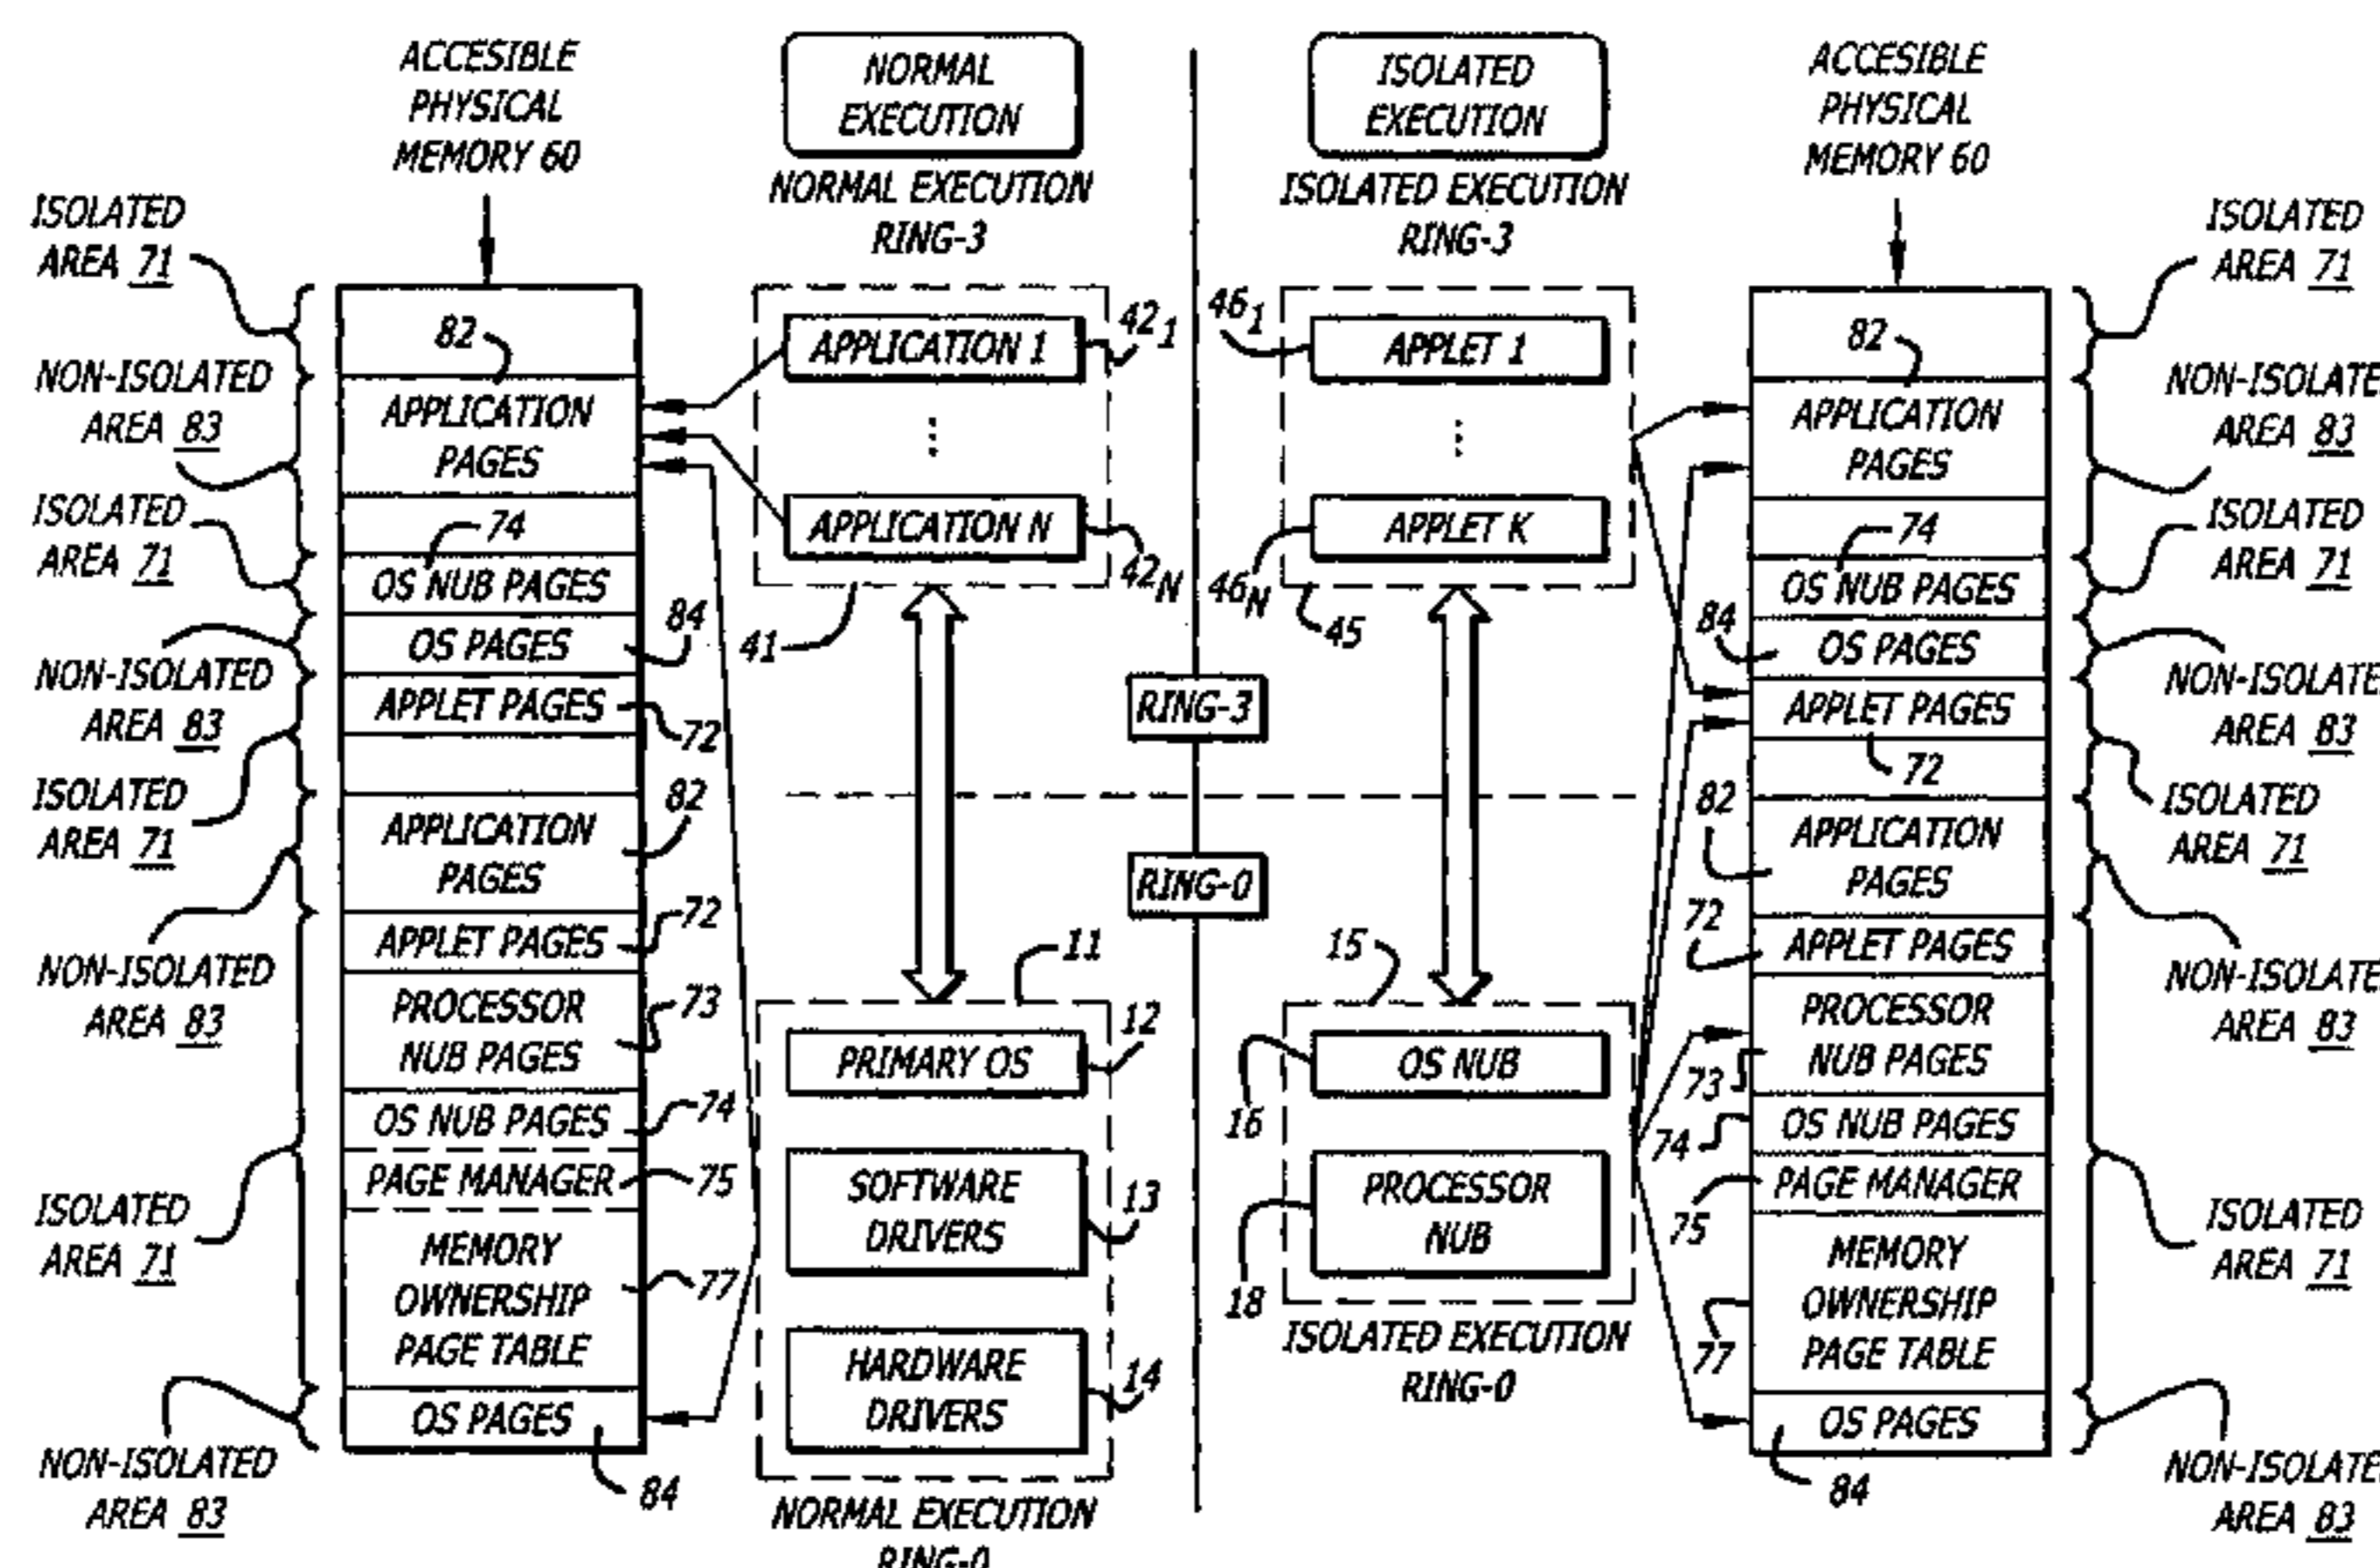 ACCESIBLE
PHYSICAL
MEMORY 60
ISOLATED
AREA 71
NON-ISOLATED
AREA 83
ISOLATED
AREA 71
NON-ISOLATED
AREA 83
ISOLATED
AREA 71
NON-ISOLATED
AREA 83
ISOLATED
AREA 71
NON-ISOLATED
AREA 83
82
APPLICATION
PAGES
74
OS NUB PAGES
OS PAGES
84
APPLET PAGES
72
82
APPLICATION
PAGES
APPLET PAGES
72
PROCESSOR
NUB PAGES
73
OS NUB PAGES
74
PAGE MANAGER
75
MEMORY
OWNERSHIP
PAGE TABLE
77
OS PAGES
84
NORMAL
EXECUTION
NORMAL EXECUTION
RING-3
APPLICATION 1
42₁
⋮
APPLICATION N
42N
41
11
PRIMARY OS
12
SOFTWARE
DRIVERS
13
HARDWARE
DRIVERS
14
NORMAL EXECUTION
RING-0
RING-3
RING-0
ISOLATED
EXECUTION
ISOLATED EXECUTION
RING-3
46₁
APPLET 1
⋮
APPLET K
46N
45
15
OS NUB
16
PROCESSOR
NUB
18
ISOLATED EXECUTION
RING-0
ACCESIBLE
PHYSICAL
MEMORY 60
82
APPLICATION
PAGES
74
OS NUB PAGES
84
OS PAGES
APPLET PAGES
72
82
APPLICATION
PAGES
72
APPLET PAGES
PROCESSOR
NUB PAGES
73
OS NUB PAGES
74
PAGE MANAGER
75
MEMORY
OWNERSHIP
PAGE TABLE
77
OS PAGES
84
ISOLATED
AREA 71
NON-ISOLATE
AREA 83
ISOLATED
AREA 71
NON-ISOLATE
AREA 83
ISOLATED
AREA 71
NON-ISOLATE
AREA 83
ISOLATED
AREA 71
NON-ISOLATE
AREA 83